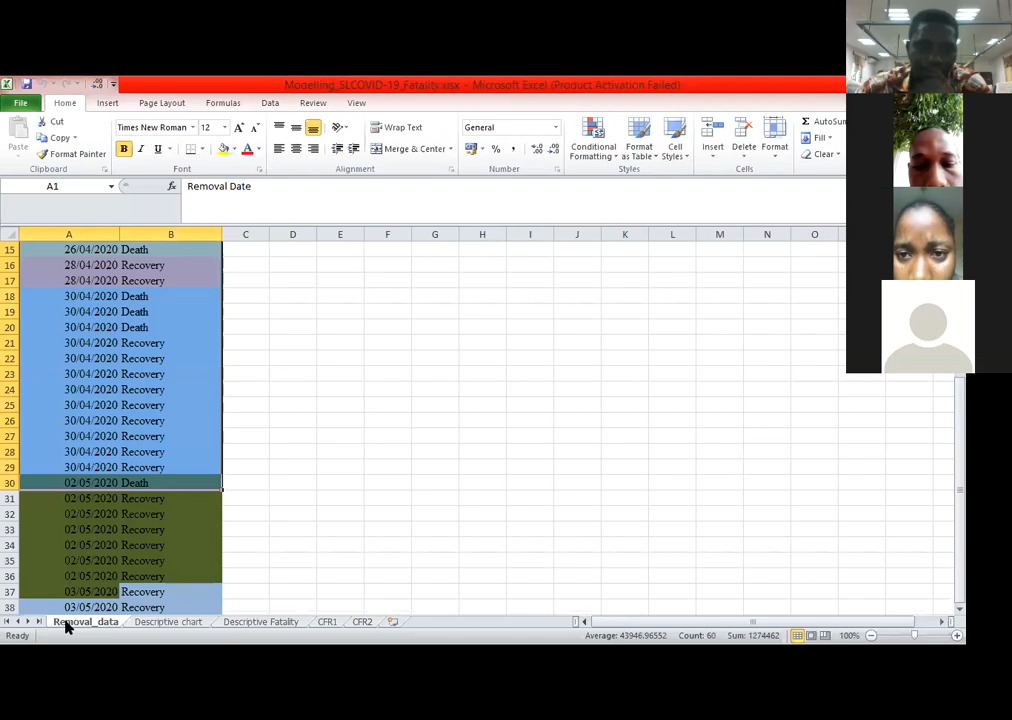 Modelling_SLCOVID-19_Fatality.xlsx - Microsoft Excel (Product Activation Failed)
File Home Insert Page Layout Formulas Data Review View
Paste Cut Copy Format Painter
Clipboard
Times New Roman 12 A A
B I U A
Font
Wrap Text
Merge & Center
Alignment
General
% ,
Number
Conditional Formatting Format as Table Cell Styles
Styles
Insert Delete Format
Cells
Σ AutoSum
Fill
Clear
A1 fx Removal Date
A B C D E F G H I J K L M N O
15 26/04/2020 Death
16 28/04/2020 Recovery
17 28/04/2020 Recovery
18 30/04/2020 Death
19 30/04/2020 Death
20 30/04/2020 Death
21 30/04/2020 Recovery
22 30/04/2020 Recovery
23 30/04/2020 Recovery
24 30/04/2020 Recovery
25 30/04/2020 Recovery
26 30/04/2020 Recovery
27 30/04/2020 Recovery
28 30/04/2020 Recovery
29 30/04/2020 Recovery
30 02/05/2020 Death
31 02/05/2020 Recovery
32 02/05/2020 Recovery
33 02/05/2020 Recovery
34 02/05/2020 Recovery
35 02/05/2020 Recovery
36 02/05/2020 Recovery
37 03/05/2020 Recovery
38 03/05/2020 Recovery
Removal_data Descriptive chart Descriptive Fatality CFR1 CFR2
Ready Average: 43946.96552 Count: 60 Sum: 1274462 100%